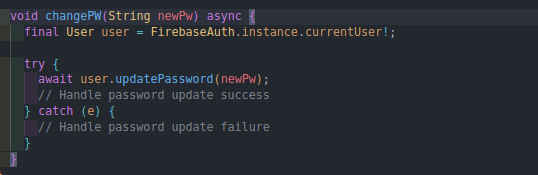 void changePW(String newPw) async {
final User user = FirebaseAuth.instance.currentUser!;
try {
await user.updatePassword(newPw);
// Handle password update success
} catch (e) {
// Handle password update failure
}
}